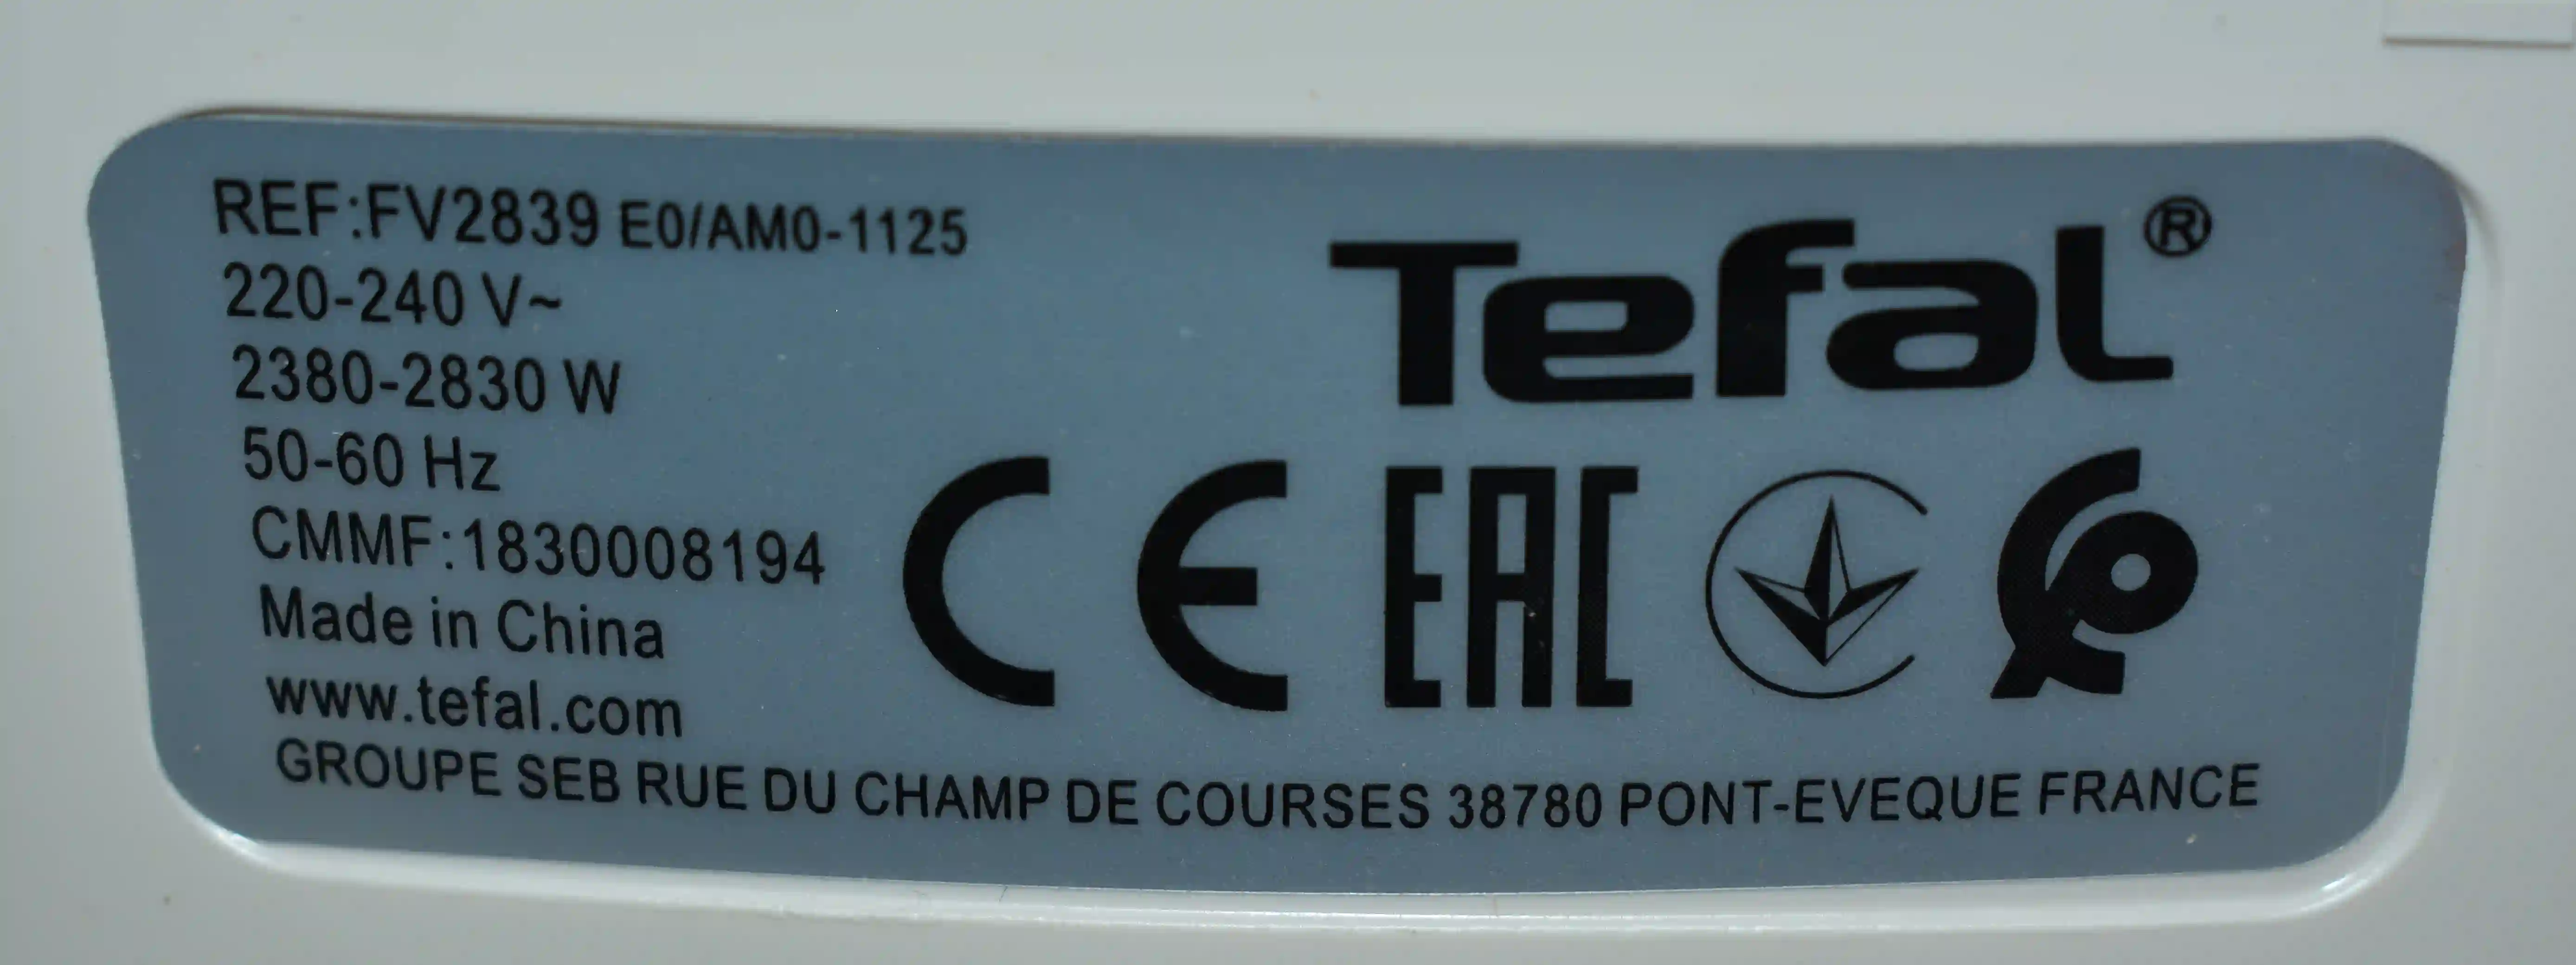 REF:FV2839 E0/AM0-1125
220-240 V~
2380-2830 W
50-60 Hz
CMMF:1830008194
Made in China
www.tefal.com
GROUPE SEB RUE DU CHAMP DE COURSES 38780 PONT-EVEQUE FRANCE
Tefal®
CE EAC